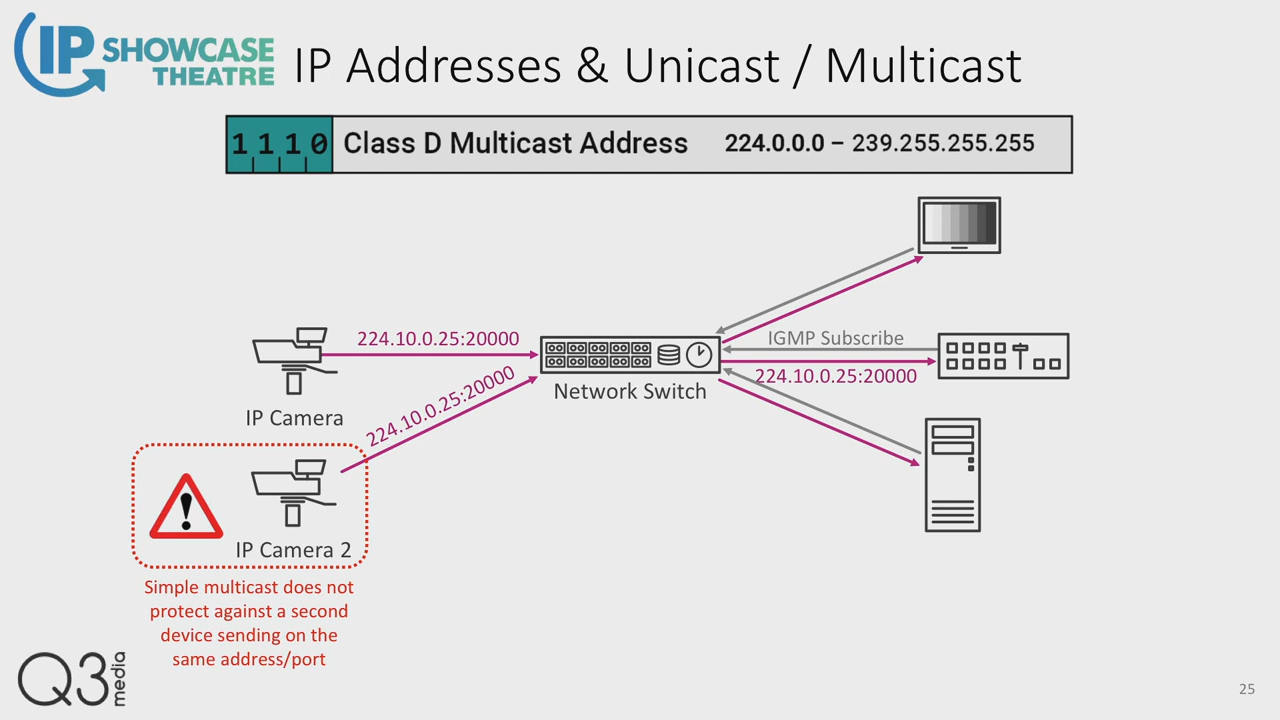 IP SHOWCASE
THEATRE
IP Addresses & Unicast / Multicast
1 1 1 0 Class D Multicast Address 224.0.0.0 – 239.255.255.255
224.10.0.25:20000
IGMP Subscribe
224.10.0.25:20000
Network Switch
IP Camera
224.10.0.25:20000
IP Camera 2
Simple multicast does not
protect against a second
device sending on the
same address/port
Q3 media
25